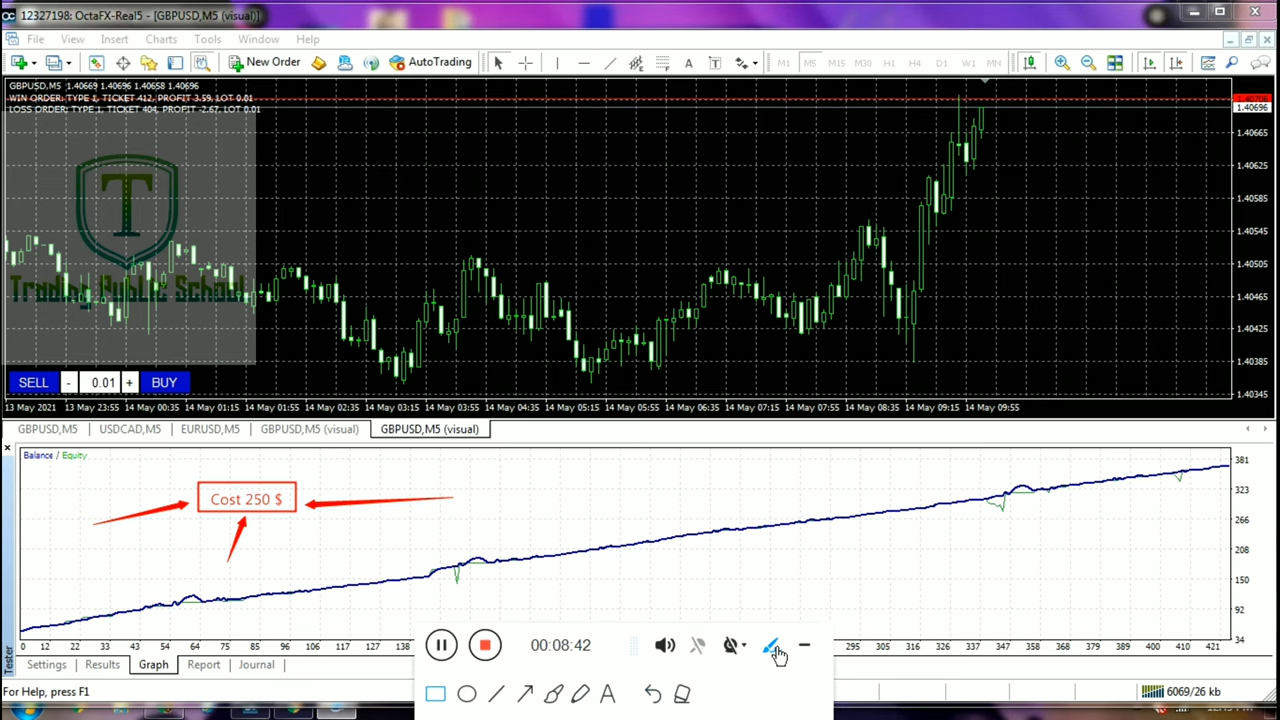 12327198: OctaFX-Real5 - [GBPUSD,M5 (visual)]
File View Insert Charts Tools Window Help
New Order AutoTrading A T M1 M5 M15 M30 H1 H4 D1 W1 MN
GBPUSD,M5 1.40669 1.40696 1.40658 1.40696
WIN ORDER: TYPE 1, TICKET 412, PROFIT 3.59, LOT 0.01
LOSS ORDER: TYPE 1, TICKET 404, PROFIT -2.67, LOT 0.01
1.40696
1.40665
1.40625
1.40585
1.40545
1.40505
1.40465
1.40425
1.40385
1.40345
T
Trading Public School
SELL - 0.01 + BUY
13 May 2021 13 May 23:55 14 May 00:35 14 May 01:15 14 May 01:55 14 May 02:35 14 May 03:15 14 May 03:55 14 May 04:35 14 May 05:15 14 May 05:55 14 May 06:35 14 May 07:15 14 May 07:55 14 May 08:35 14 May 09:15 14 May 09:55
GBPUSD,M5 USDCAD,M5 EURUSD,M5 GBPUSD,M5 (visual) GBPUSD,M5 (visual)
Balance / Equity
381
323
266
208
150
92
34
Cost 250 $
0 12 23 33 44 54 65 75 85 96 106 117 127 138 148 295 305 316 326 337 347 358 368 379 389 400 410 421
00:08:42
Tester
Settings Results Graph Report Journal
For Help, press F1
6069/26 kb
A